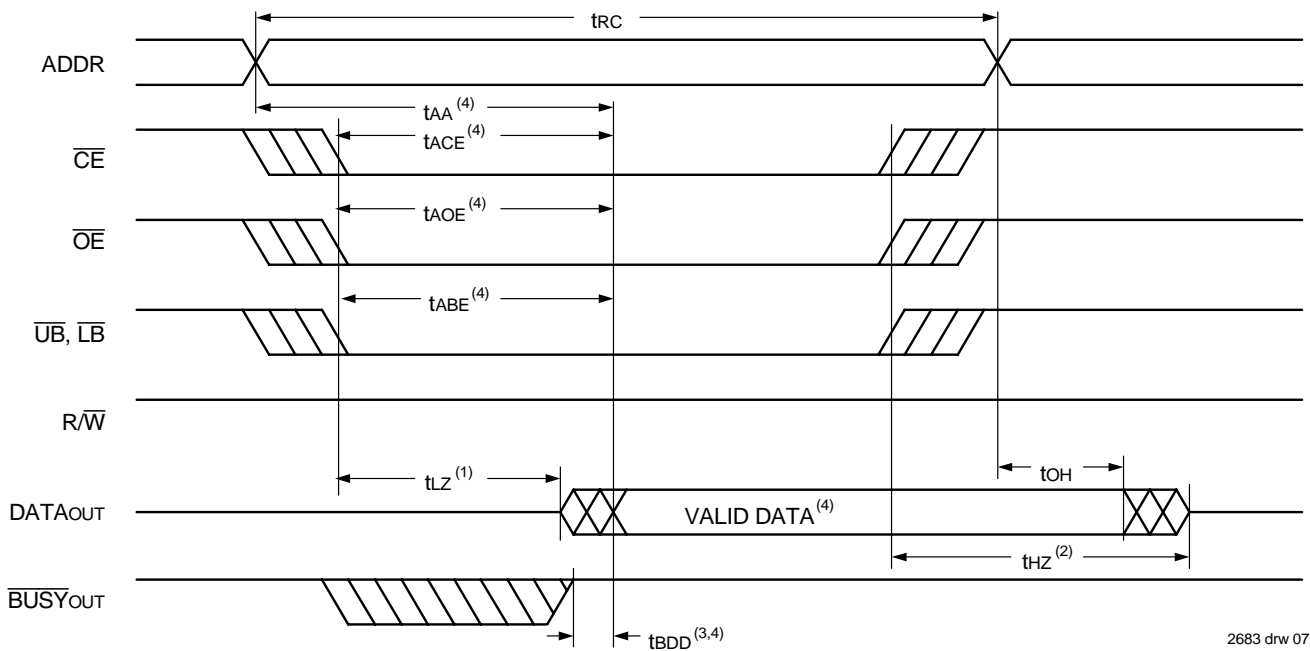 tRC
ADDR
tAA (4)
tACE (4)
CE
tAOE (4)
OE
tABE (4)
UB, LB
R/W
tLZ (1)
tOH
DATAOUT
VALID DATA (4)
tHZ (2)
BUSYOUT
tBDD (3,4)
2683 drw 07